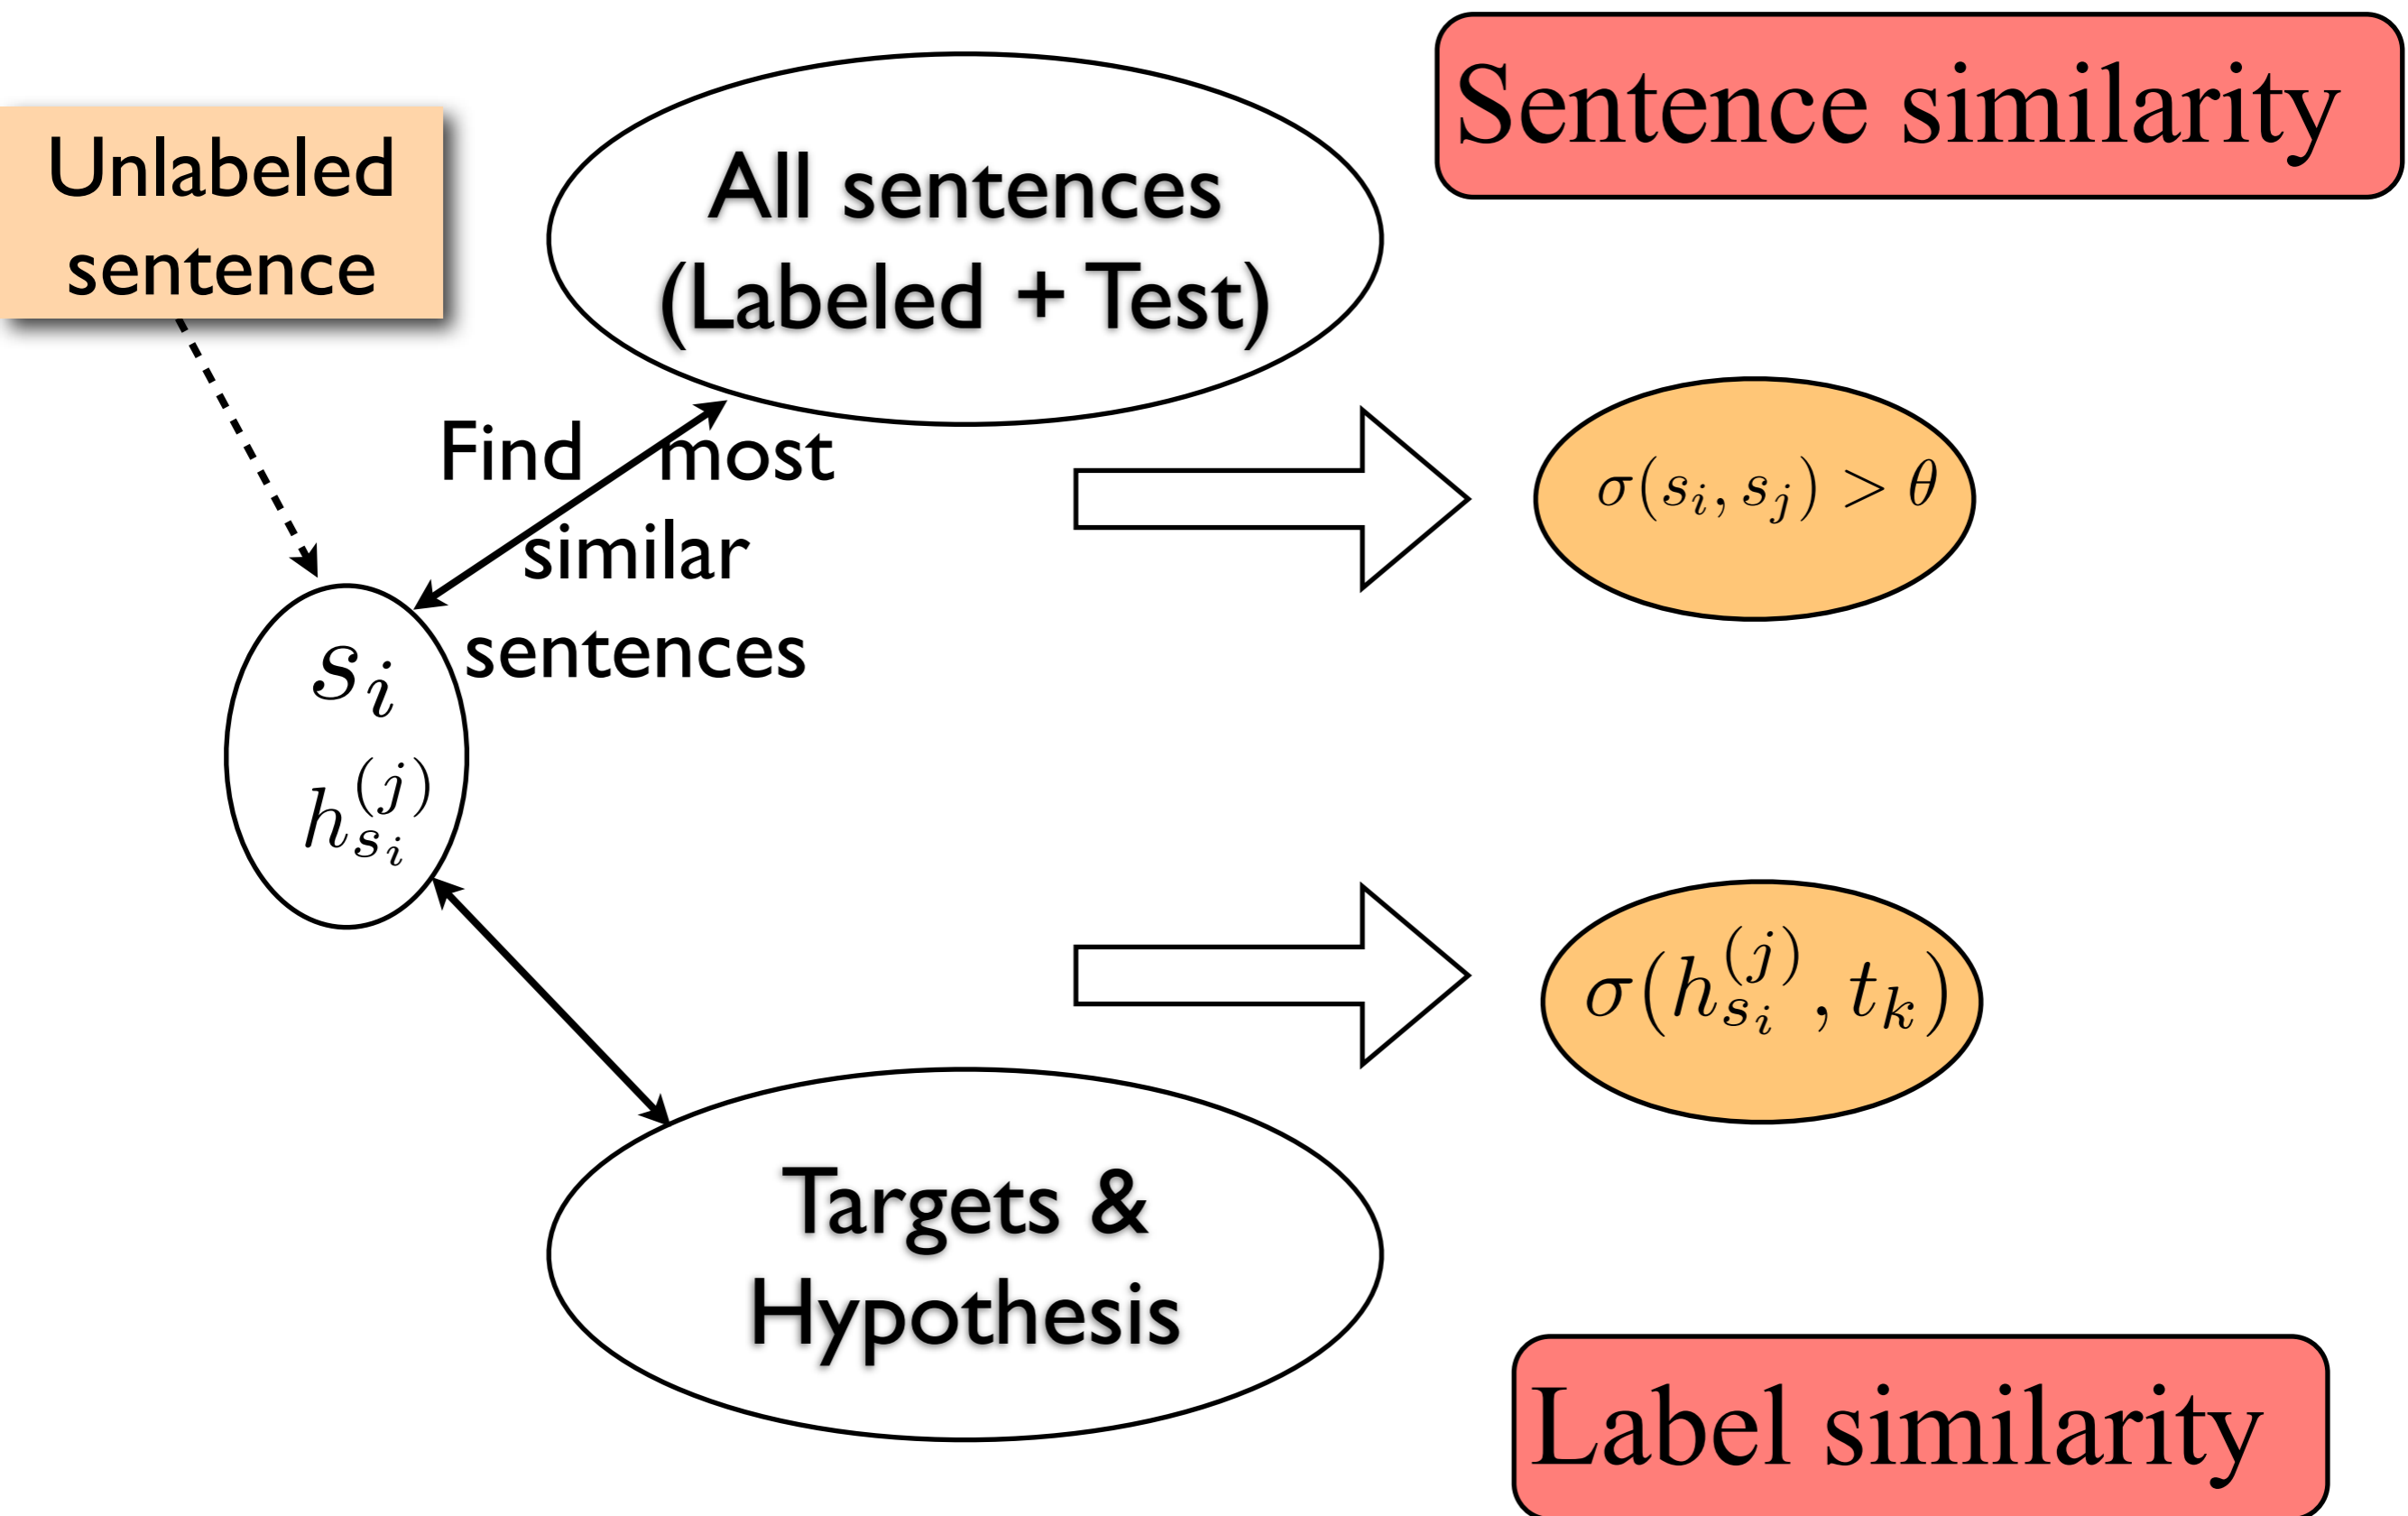 Sentence similarity
Unlabeled
sentence
All sentences
(Labeled + Test)
Find most
similar
sentences
σ(s_i, s_j) > θ
s_i
h_{s_i}^{(j)}
σ(h_{s_i}^{(j)}, t_k)
Targets &
Hypothesis
Label similarity